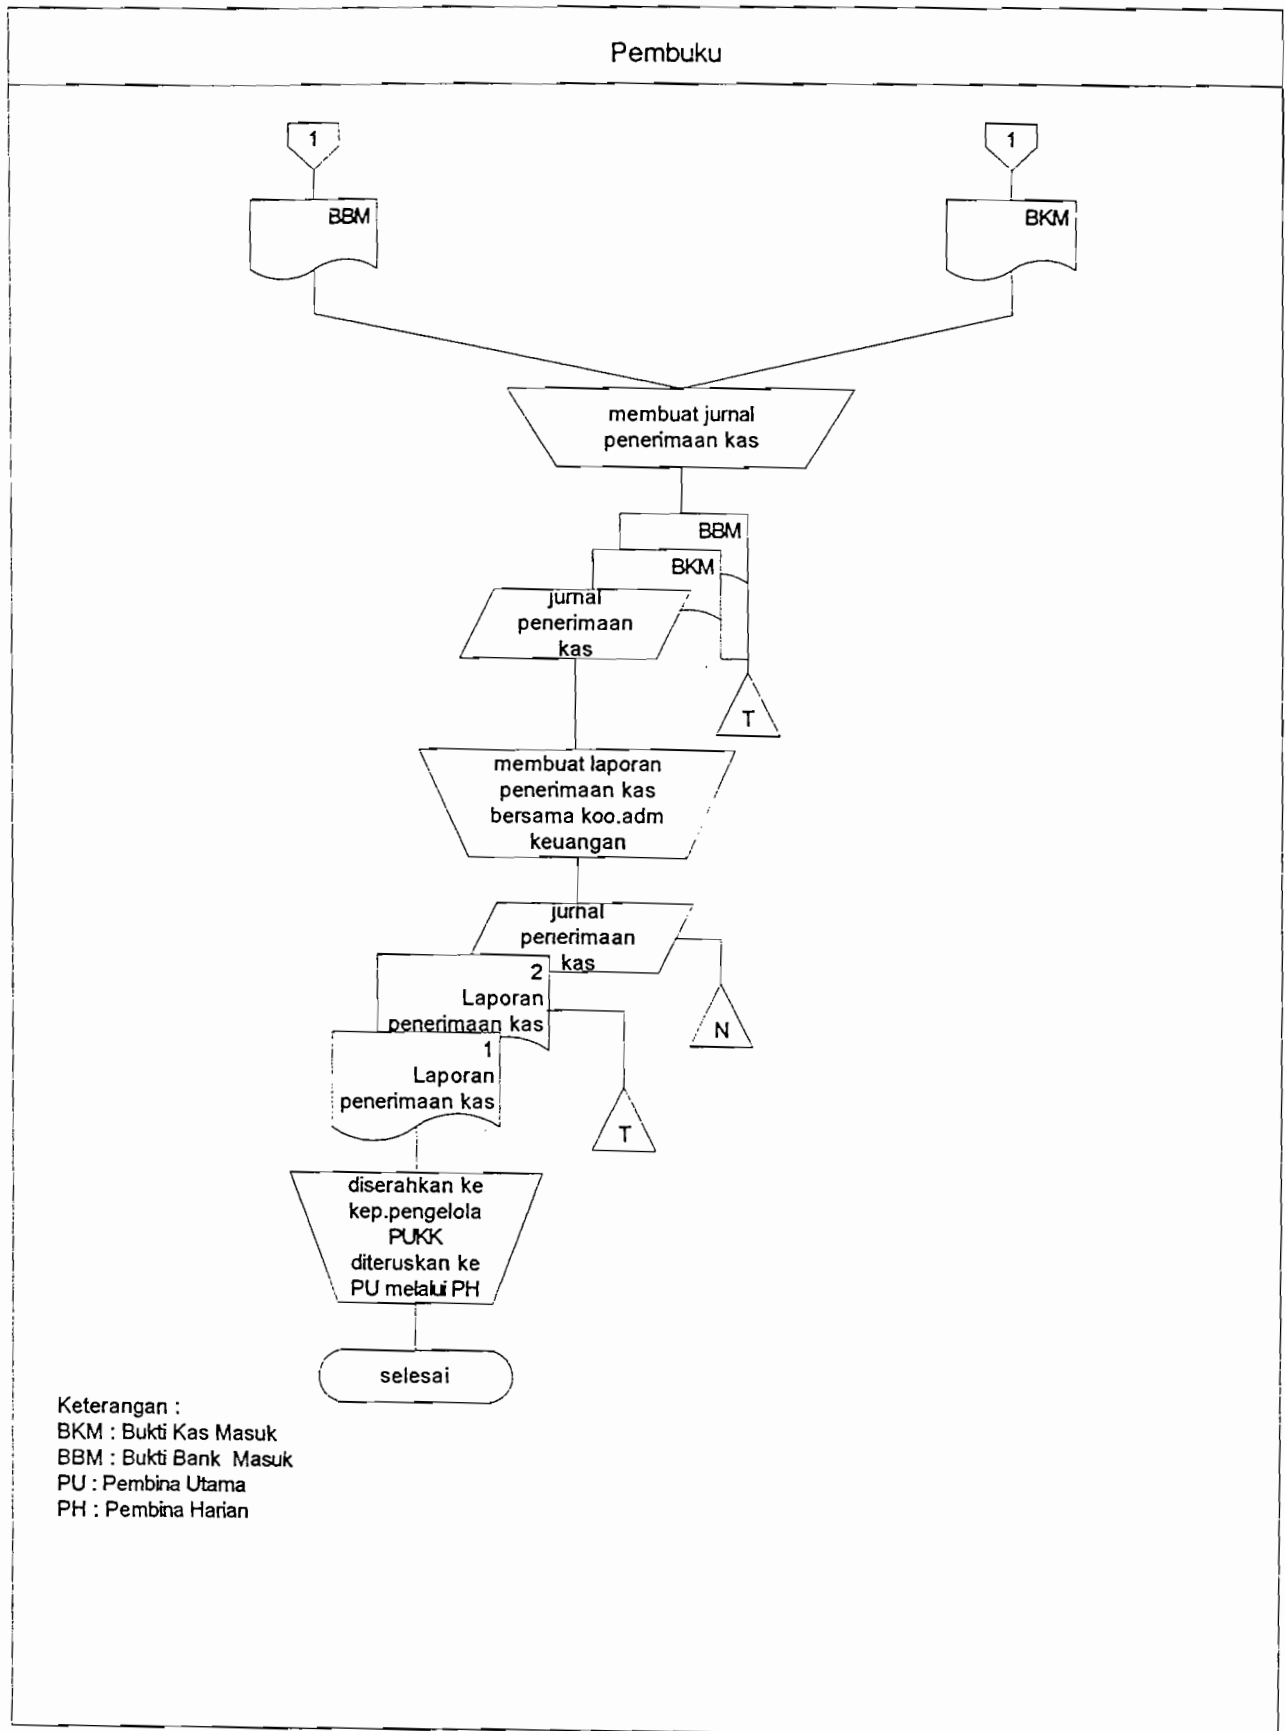 Pembuku
1
1
BBM
BKM
membuat jurnal
penerimaan kas
BBM
BKM
jurnal
penerimaan
kas
T
membuat laporan
penerimaan kas
bersama koo.adm
keuangan
jurnal
penerimaan
kas
2
Laporan
penerimaan kas
N
1
Laporan
penerimaan kas
T
diserahkan ke
kep.pengelola
PUKK
diteruskan ke
PU melalui PH
selesai
Keterangan :
BKM : Bukti Kas Masuk
BBM : Bukti Bank Masuk
PU : Pembina Utama
PH : Pembina Harian